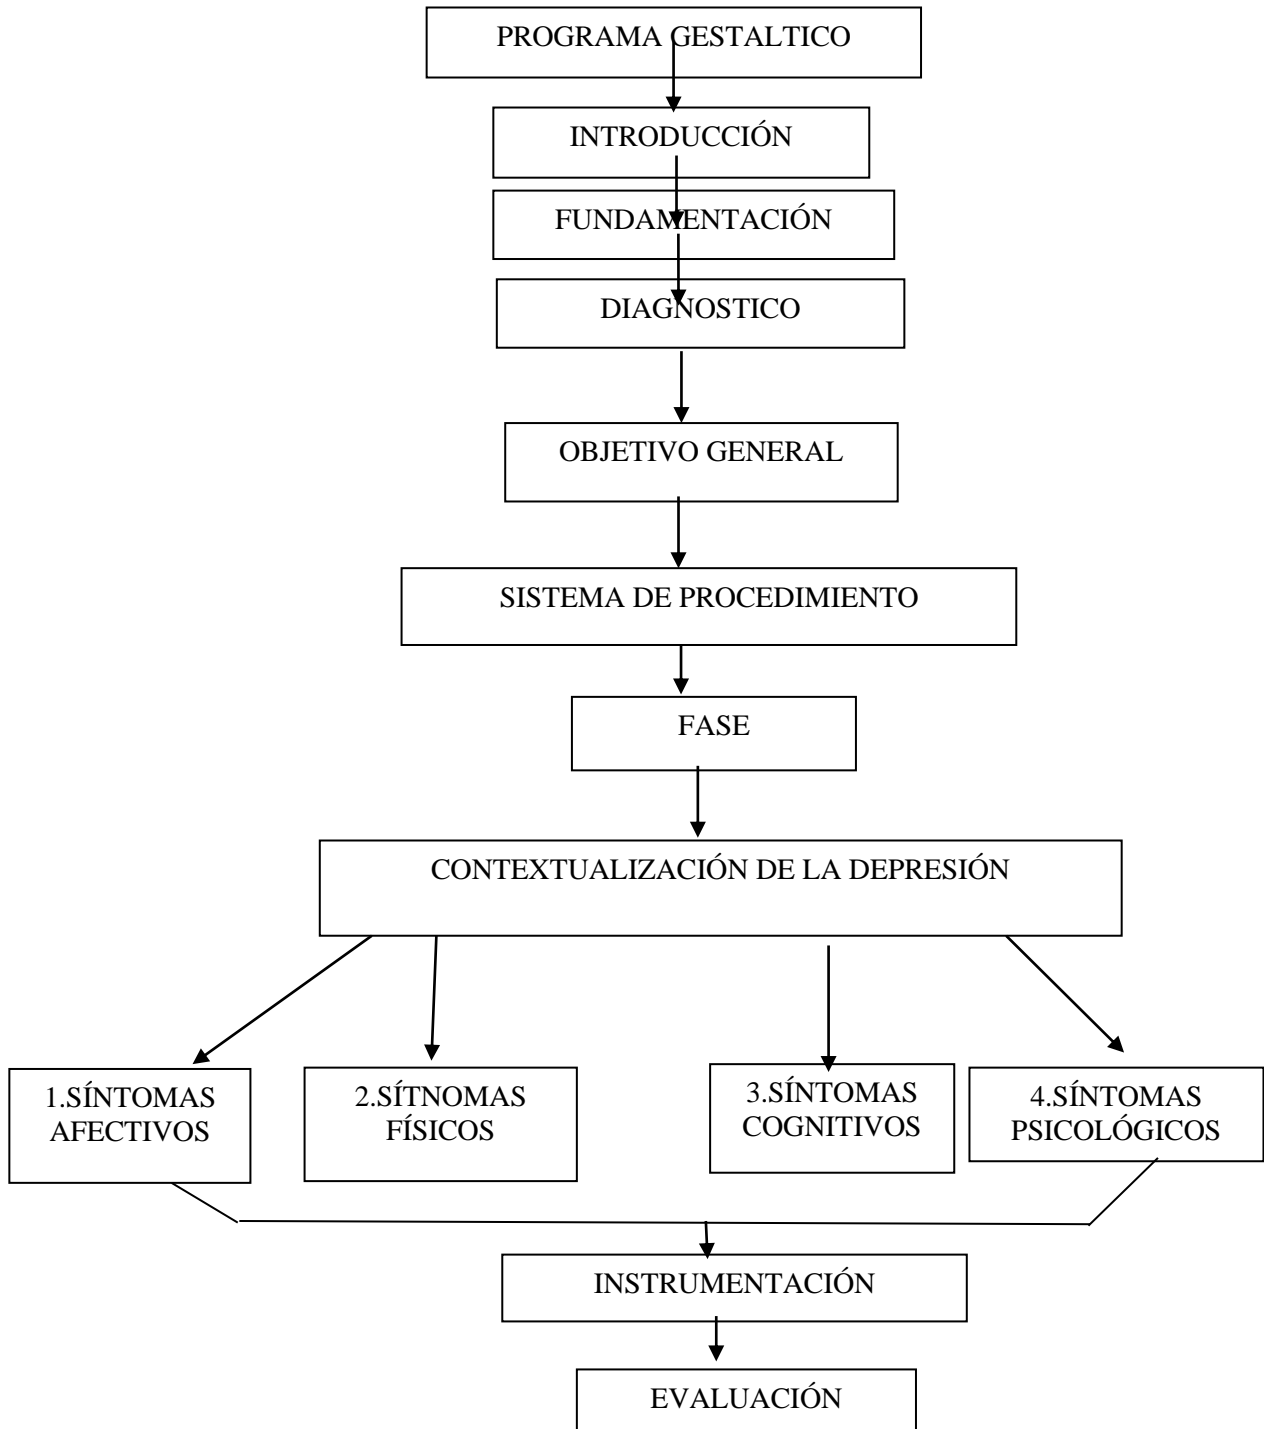 PROGRAMA GESTALTICO
INTRODUCCIÓN
FUNDAMENTACIÓN
DIAGNOSTICO
OBJETIVO GENERAL
SISTEMA DE PROCEDIMIENTO
FASE
CONTEXTUALIZACIÓN DE LA DEPRESIÓN
1.SÍNTOMAS
AFECTIVOS
2.SÍTNOMAS
FÍSICOS
3.SÍNTOMAS
COGNITIVOS
4.SÍNTOMAS
PSICOLÓGICOS
INSTRUMENTACIÓN
EVALUACIÓN